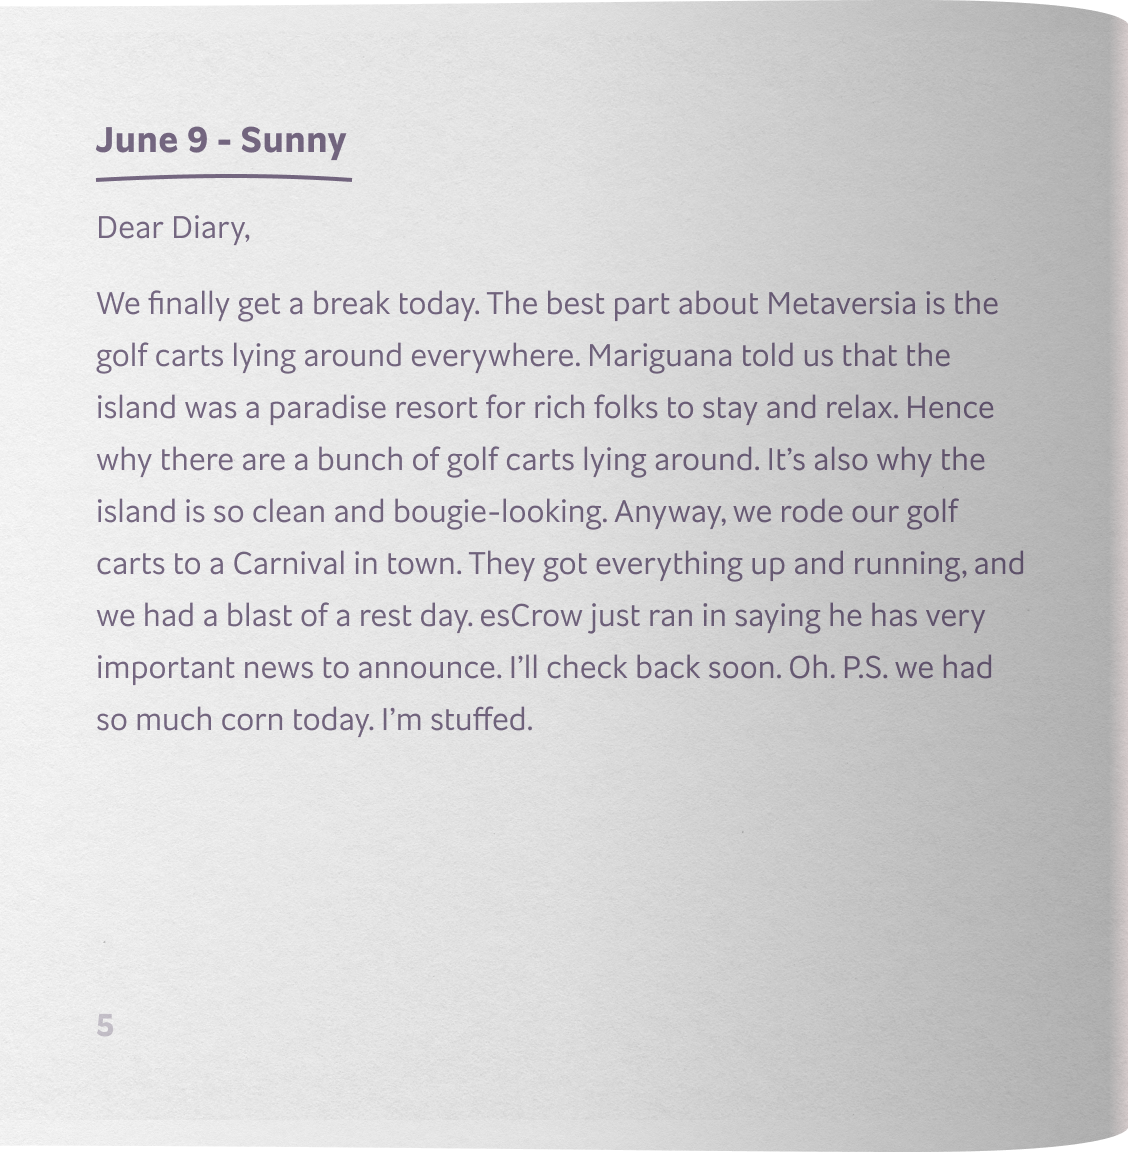 June 9 - Sunny
Dear Diary,
We finally get a break today. The best part about Metaversia is the
golf carts lying around everywhere. Mariguana told us that the
island was a paradise resort for rich folks to stay and relax. Hence
why there are a bunch of golf carts lying around. It’s also why the
island is so clean and bougie-looking. Anyway, we rode our golf
carts to a Carnival in town. They got everything up and running, and
we had a blast of a rest day. esCrow just ran in saying he has very
important news to announce. I’ll check back soon. Oh. P.S. we had
so much corn today. I’m stuffed.
5